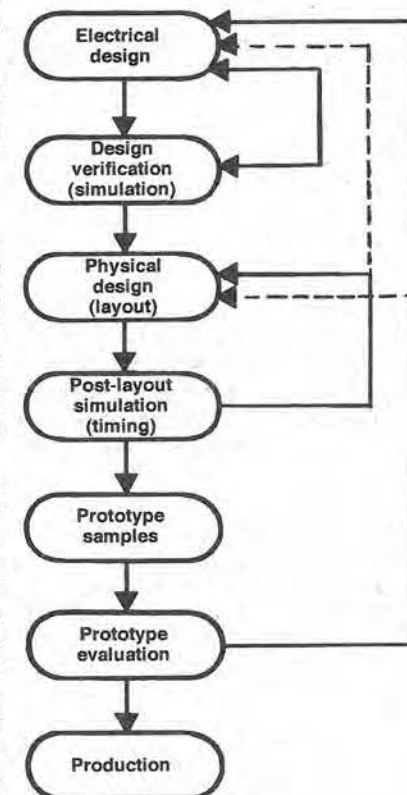 Electrical
design
Design
verification
(simulation)
Physical
design
(layout)
Post-layout
simulation
(timing)
Prototype
samples
Prototype
evaluation
Production